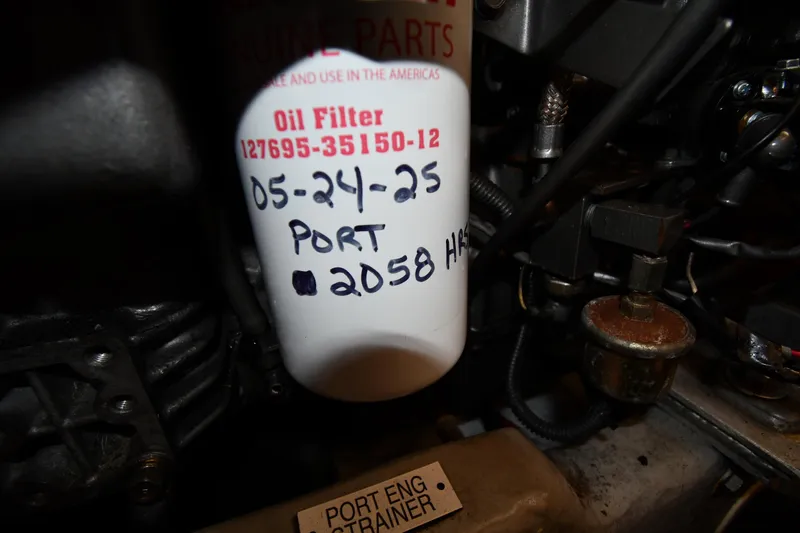 PARTS
AND USE IN THE AMERICAS
Oil Filter
127695-35150-12
05-24-25
PORT
2058 HRS
PORT ENG
STRAINER